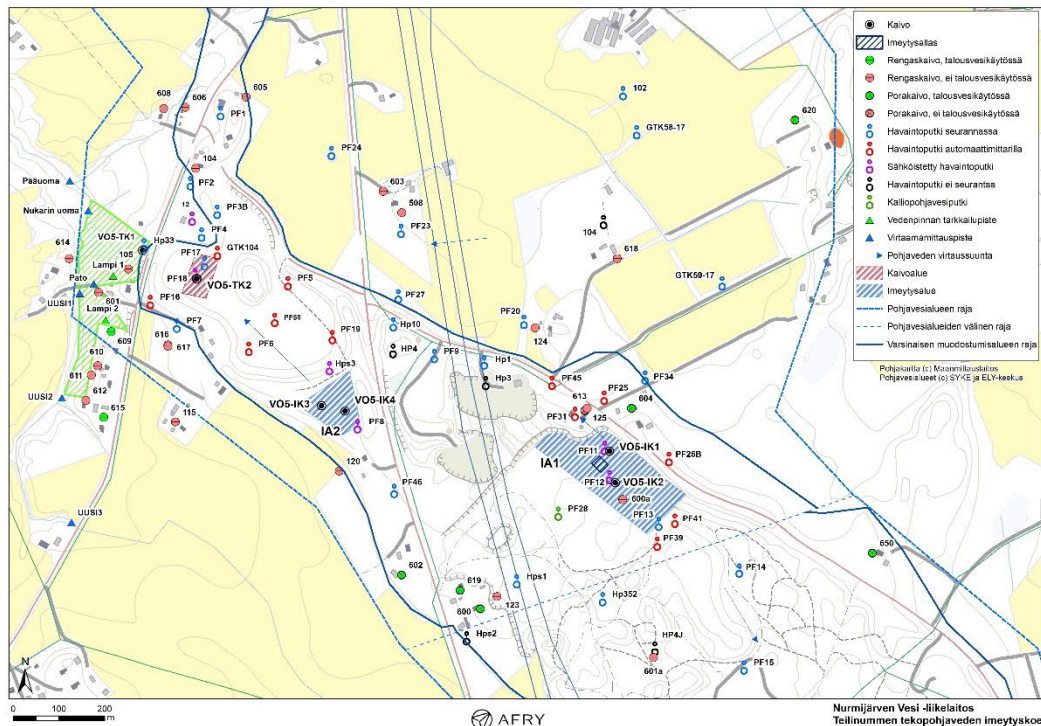 Kaivo
Imeytysallas
Rengaskaivo, talousvesikäytössä
Rengaskaivo, ei talousvesikäytössä
Porakaivo, talousvesikäytössä
Porakaivo, ei talousvesikäytössä
Havaintoputki seurannassa
Havaintoputki automaattimittarilla
Sähköistetty havaintoputki
Havaintoputki ei seurantaa
Kalliopohjavesiputki
Vedenpinnan tarkkailupiste
Virtaamamittauspiste
Pohjaveden virtaussuunta
Kaivoalue
Imeytysalue
Pohjavesialueen raja
Pohjavesialueiden välinen raja
Varsinaisen muodostumisalueen raja
Pohjakartta (c) Maanmittauslaitos
Pohjavesialueet (c) SYKE ja ELY-keskus
608
606
605
PF1
102
GTK58-17
620
PF24
104
603
508
PF2
Pääuoma
12
PF3B
Nukarin uoma
PF4
PF23
104
618
VO5-TK1
Hp33
GTK104
614
105
PF17
Lampi 1
PF18
VO5-TK2
PF5
GTK59-17
Pato
601
UUSI1
PF16
PF27
Lampi 2
PF7
PF68
Hp10
PF20
124
609
616
617
PF6
PF19
HP4
PF9
Hp1
610
Hps3
Hp3
PF45
PF25
PF34
611
612
UUSI2
615
115
VO5-IK3
VO5-IK4
IA2
PF8
613
PF31
125
604
PF11
VO5-IK1
IA1
PF26B
120
PF12
VO5-IK2
600a
PF46
PF28
PF13
PF41
UUSI3
PF39
650
602
619
Hps1
PF14
600
123
Hp352
Hps2
HP4J
601a
PF15
N
0
100
200
m
AFRY
Nurmijärven Vesi -liikelaitos
Teilinummen tekopohjaveden imeytyskoe